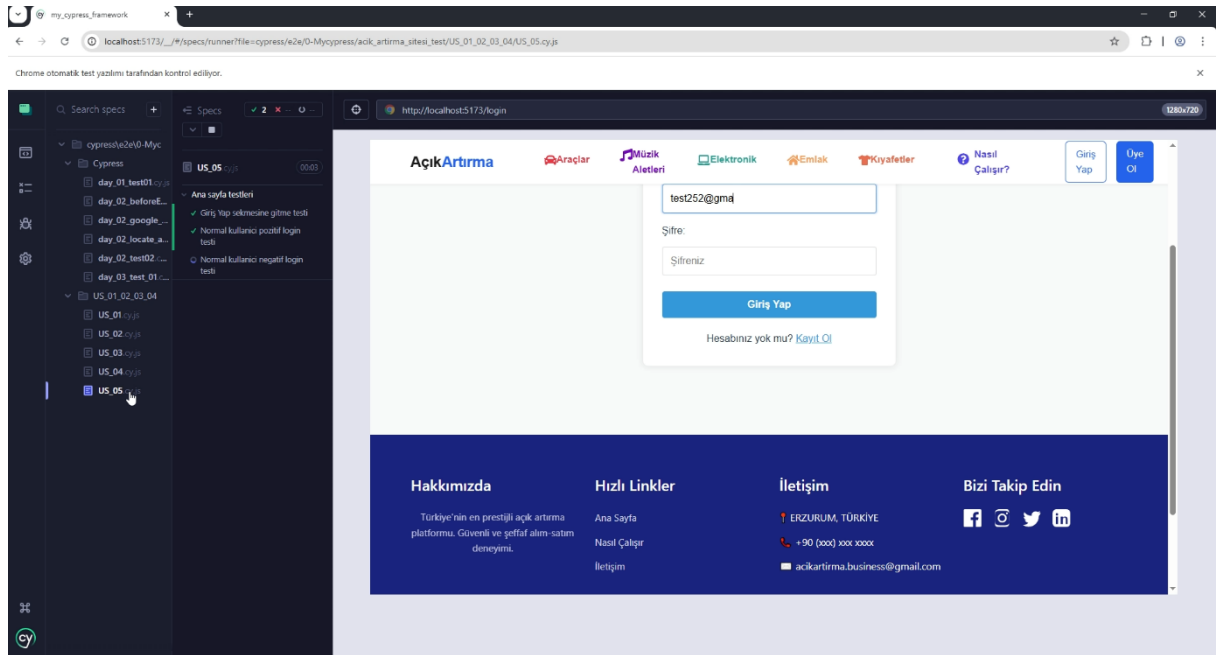 my_cypress_framework
localhost:5173/__/#/specs/runner?file=cypress/e2e/0-Mycypress/acik_artirma_sitesi_test/US_01_02_03_04/US_05.cy.js
Chrome otomatik test yazılımı tarafından kontrol ediliyor.
Search specs
cypress\e2e\0-Myc
Cypress
day_01_test01.cy.js
day_02_beforeE...
day_02_google_...
day_02_locate_a...
day_02_test02.c...
day_03_test_01.c...
US_01_02_03_04
US_01.cy.js
US_02.cy.js
US_03.cy.js
US_04.cy.js
US_05.cy.js
cy
Specs
2
--
--
US_05.cy.js 00:03
Ana sayfa testleri
Giriş Yap sekmesine gitme testi
Normal kullanici pozitif login
testi
Normal kullanici negatif login
testi
http://localhost:5173/login
1280x720
AçıkArtırma
Araçlar
Müzik
Aletleri
Elektronik
Emlak
Kıyafetler
Nasıl
Çalışır?
Giriş
Yap
Üye
Ol
test252@gma
Şifre:
Şifreniz
Giriş Yap
Hesabınız yok mu? Kayıt Ol
Hakkımızda
Türkiye'nin en prestijli açık artırma
platformu. Güvenli ve şeffaf alım-satım
deneyimi.
Hızlı Linkler
Ana Sayfa
Nasıl Çalışır
İletişim
İletişim
ERZURUM, TÜRKİYE
+90 (xxx) xxx xxxx
acikartirma.business@gmail.com
Bizi Takip Edin